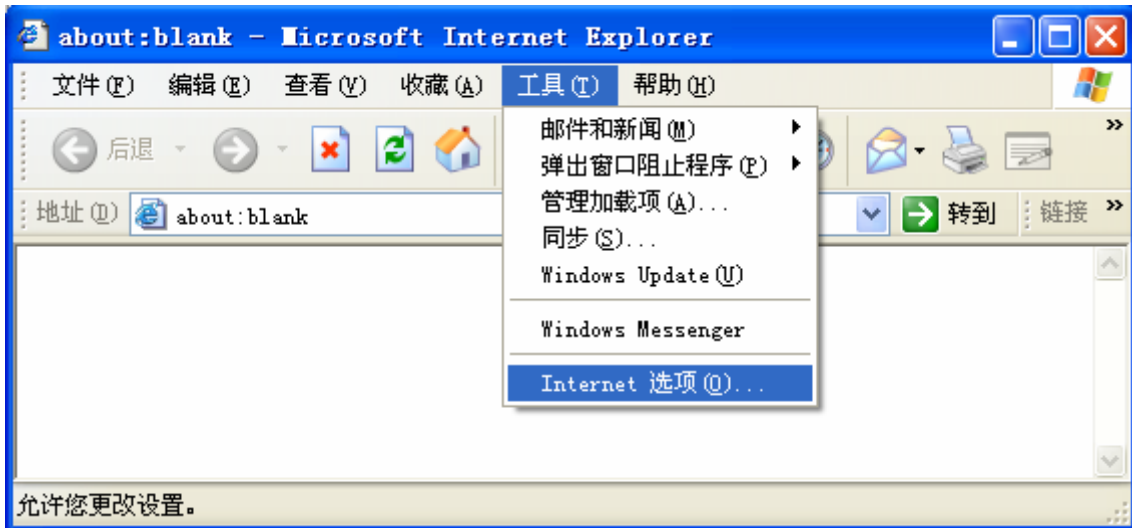 about:blank - Microsoft Internet Explorer
文件(F) 编辑(E) 查看(V) 收藏(A) 工具(T) 帮助(H)
后退
地址(D) about:blank 转到 链接 »
邮件和新闻(M)
弹出窗口阻止程序(P)
管理加载项(A)...
同步(S)...
Windows Update(U)
Windows Messenger
Internet 选项(O)...
允许您更改设置。